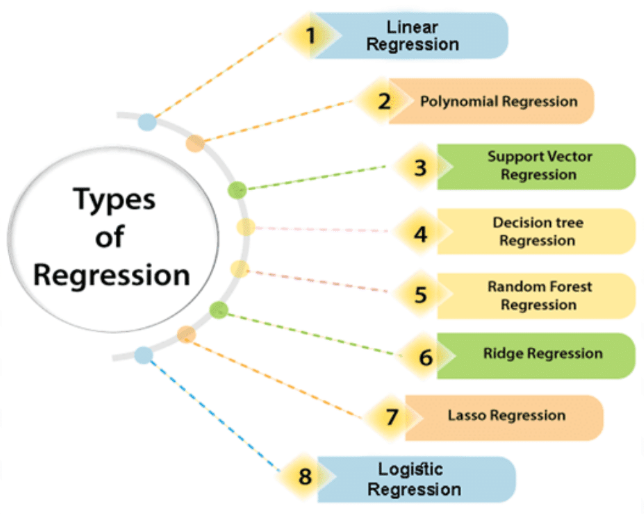 Types
of
Regression
1
Linear
Regression
2
Polynomial Regression
3
Support Vector
Regression
4
Decision tree
Regression
5
Random Forest
Regression
6
Ridge Regression
7
Lasso Regression
8
Logistic
Regression